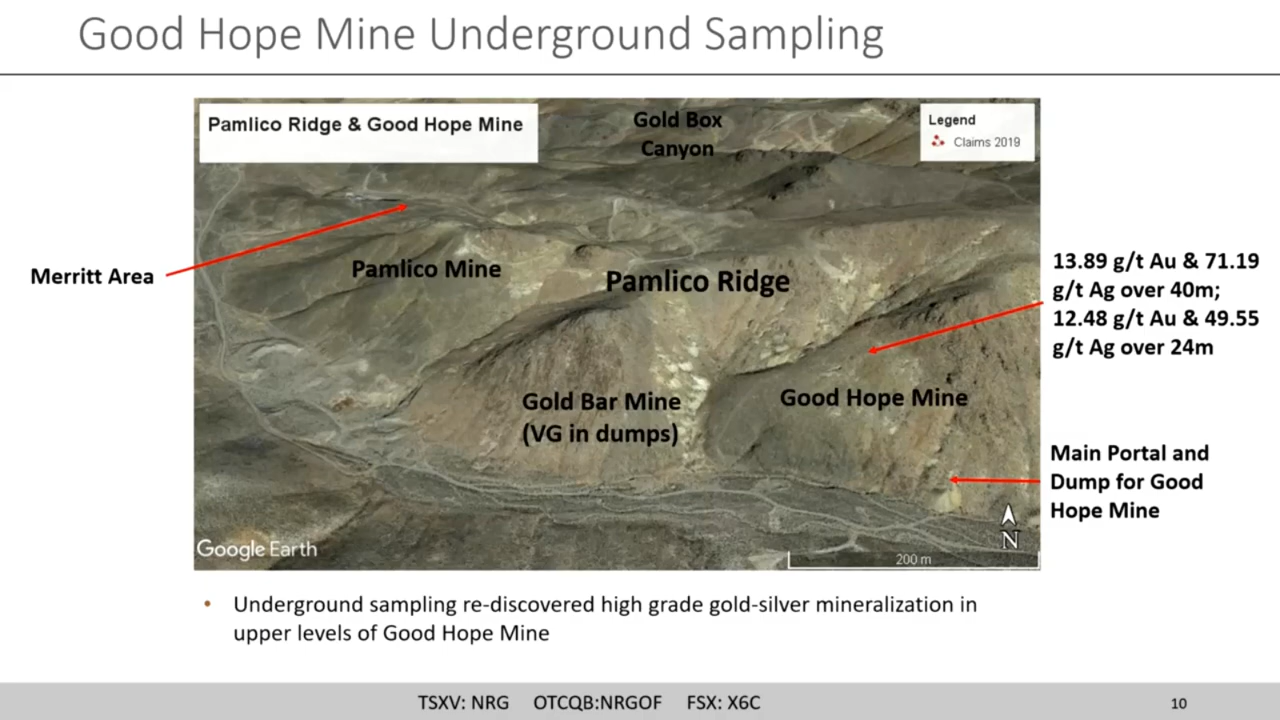 Good Hope Mine Underground Sampling
Pamlico Ridge & Good Hope Mine
Gold Box
Canyon
Legend
Claims 2019
Merritt Area
Pamlico Mine
Pamlico Ridge
13.89 g/t Au & 71.19
g/t Ag over 40m;
12.48 g/t Au & 49.55
g/t Ag over 24m
Gold Bar Mine
(VG in dumps)
Good Hope Mine
Main Portal and
Dump for Good
Hope Mine
N
Google Earth
200 m
• Underground sampling re-discovered high grade gold-silver mineralization in
upper levels of Good Hope Mine
TSXV: NRG OTCQB:NRGOF FSX: X6C
10